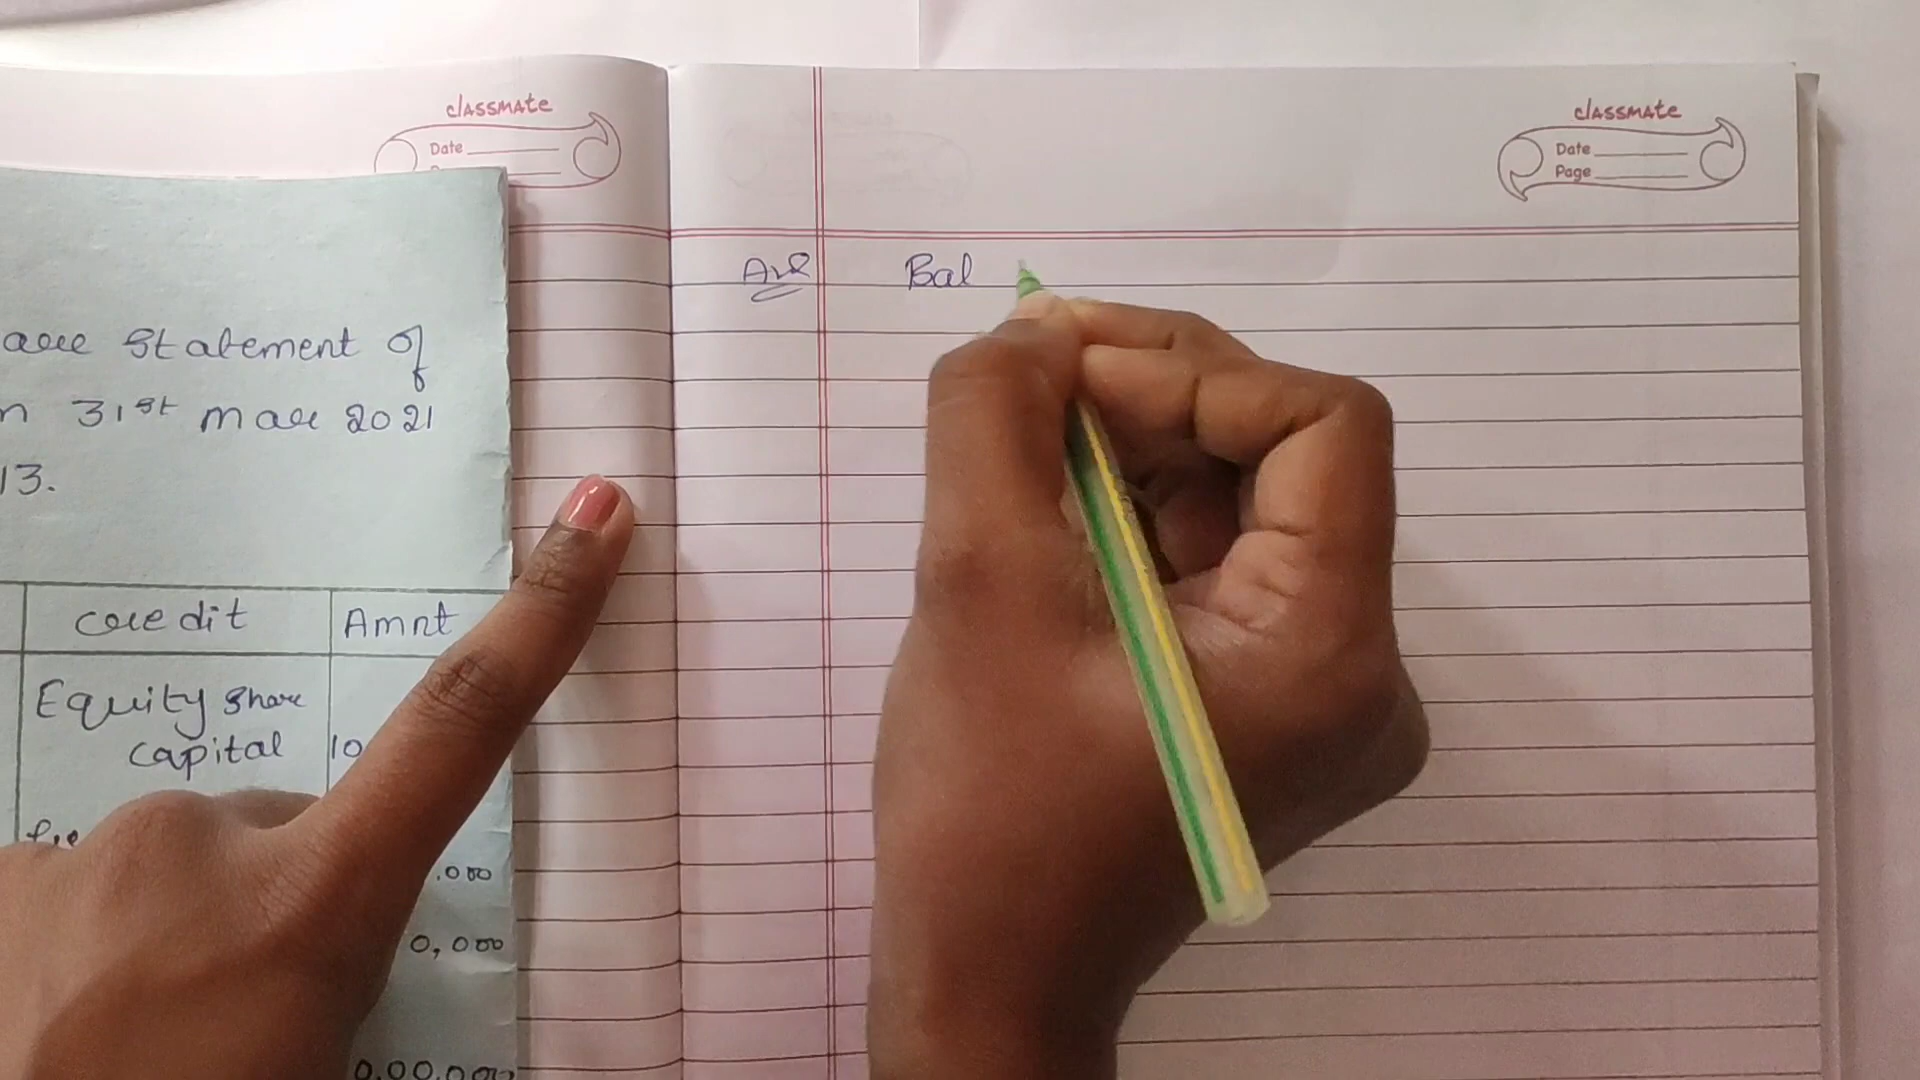 classmate
Date
classmate
Date
Page
Ans Bal
Statement of
31st Mar 2021
13.
credit Amnt
Equity share
capital 10
.000
0,000
0,00,000